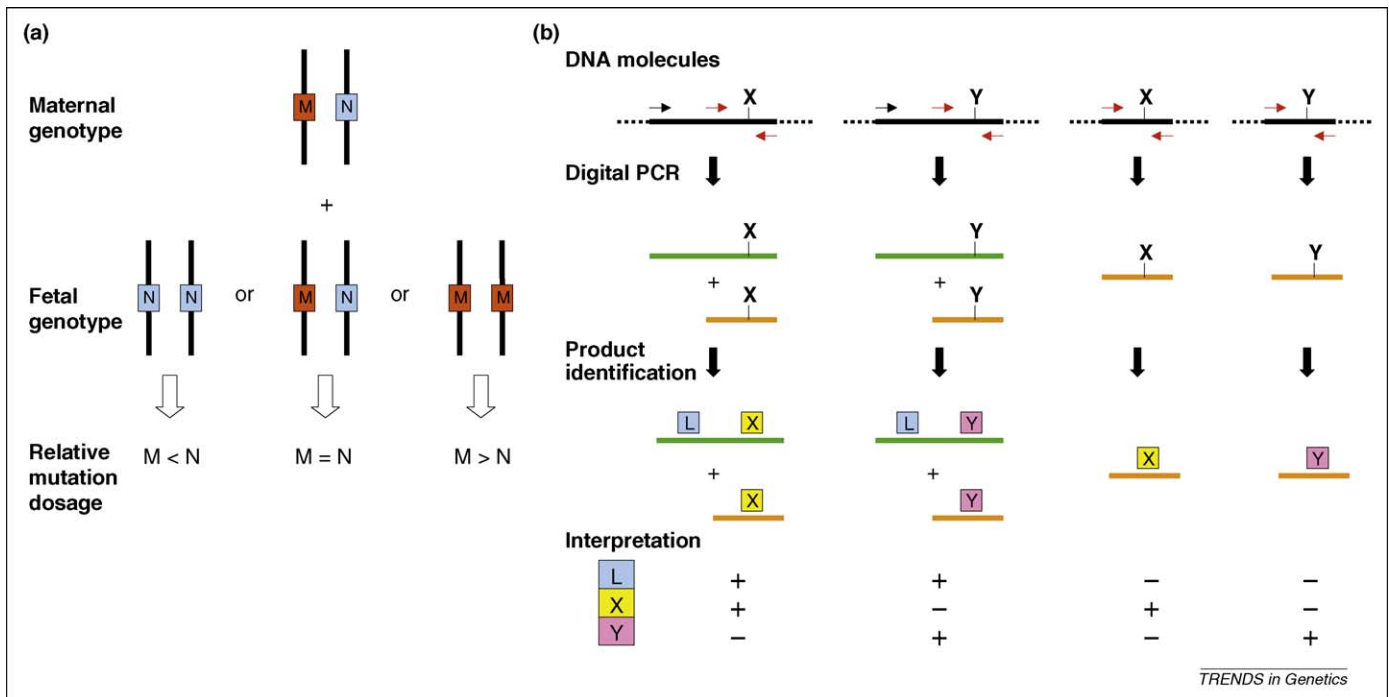 (a)
Maternal
genotype
M N
+
Fetal
genotype
N N or M N or M M
Relative
mutation
dosage
M < N M = N M > N
(b)
DNA molecules
X Y X Y
Digital PCR
X Y
+ + X Y
X Y
Product
identification
L X L Y
+ + X Y
X Y
Interpretation
L + + − −
X + − + −
Y − + − +
TRENDS in Genetics